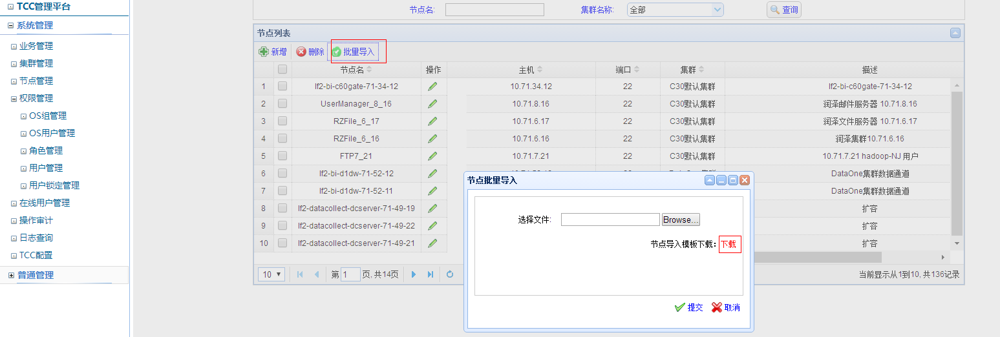 TCC管理平台
系统管理
业务管理
集群管理
节点管理
权限管理
OS组管理
OS用户管理
角色管理
用户管理
用户锁定管理
在线用户管理
操作审计
日志查询
TCC配置
普通管理
节点名: 集群名称: 全部 查询
节点列表
新增 删除 批量导入
节点名 操作 主机 端口 集群 描述
1 lf2-bi-c60gate-71-34-12 10.71.34.12 22 C30默认集群 lf2-bi-c60gate-71-34-12
2 UserManager_8_16 10.71.8.16 22 C30默认集群 润泽邮件服务器 10.71.8.16
3 RZFile_6_17 10.71.6.17 22 C30默认集群 润泽文件服务器 10.71.6.17
4 RZFile_6_16 10.71.6.16 22 C30默认集群 润泽集群10.71.6.16
5 FTP7_21 10.71.7.21 22 C30默认集群 10.71.7.21 hadoop-NJ 用户
6 lf2-bi-d1dw-71-52-12 DataOne集群数据通道
7 lf2-bi-d1dw-71-52-11 DataOne集群数据通道
8 lf2-datacollect-dcserver-71-49-19 扩容
9 lf2-datacollect-dcserver-71-49-22 扩容
10 lf2-datacollect-dcserver-71-49-21 扩容
10 第 1 页, 共14页 当前显示从1到10, 共136记录
节点批量导入
选择文件: Browse...
节点导入模板下载: 下载
提交 取消